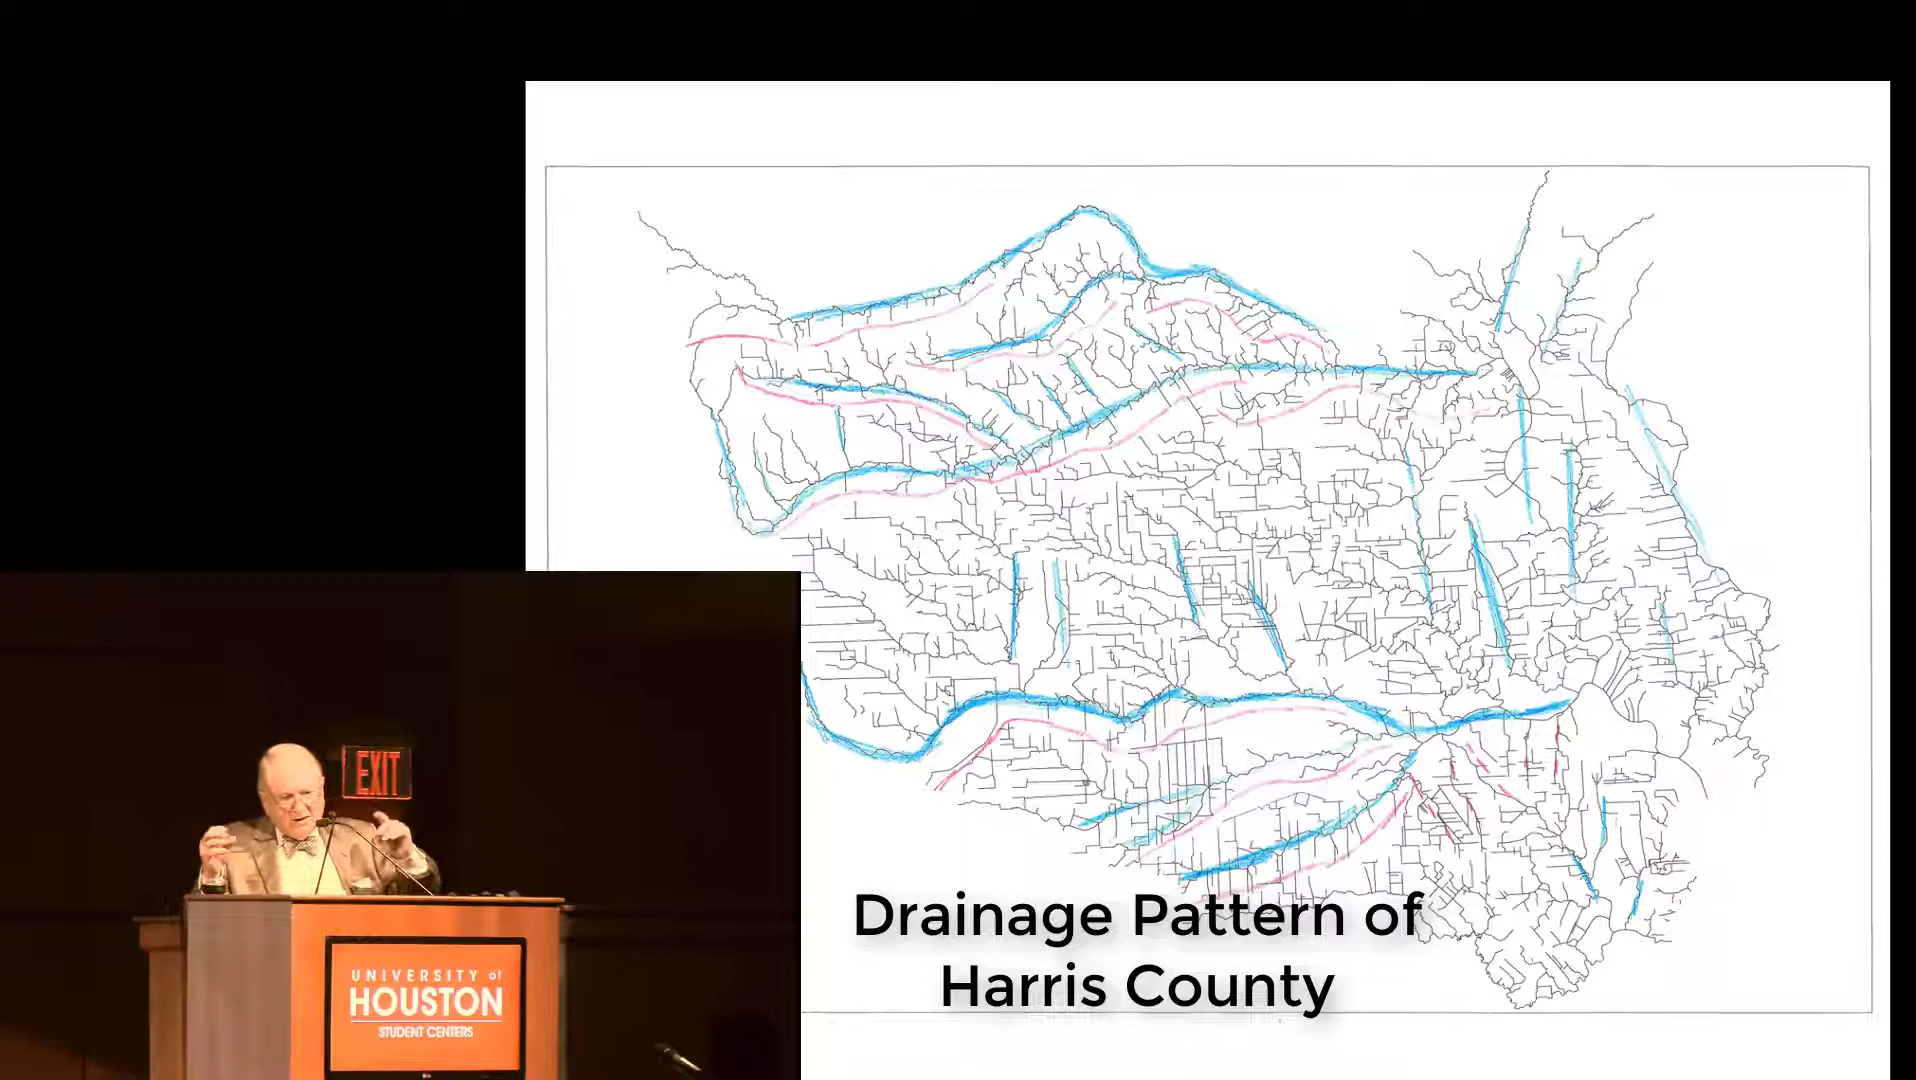 EXIT
UNIVERSITY of
HOUSTON
STUDENT CENTERS
Drainage Pattern of
Harris County